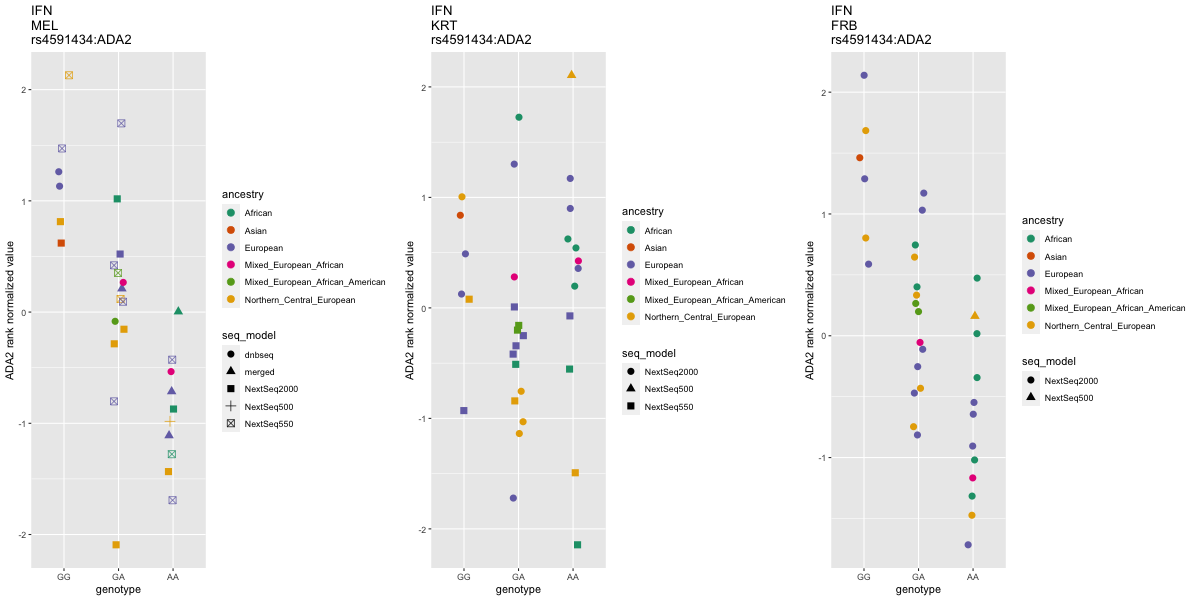 IFN
MEL
rs4591434:ADA2
ADA2 rank normalized value
2
1
0
-1
-2
GG
GA
AA
genotype
ancestry
African
Asian
European
Mixed_European_African
Mixed_European_African_American
Northern_Central_European
seq_model
dnbseq
merged
NextSeq2000
NextSeq500
NextSeq550
IFN
KRT
rs4591434:ADA2
ADA2 rank normalized value
2
1
0
-1
-2
GG
GA
AA
genotype
ancestry
African
Asian
European
Mixed_European_African
Mixed_European_African_American
Northern_Central_European
seq_model
NextSeq2000
NextSeq500
NextSeq550
IFN
FRB
rs4591434:ADA2
ADA2 rank normalized value
2
1
0
-1
GG
GA
AA
genotype
ancestry
African
Asian
European
Mixed_European_African
Mixed_European_African_American
Northern_Central_European
seq_model
NextSeq2000
NextSeq500